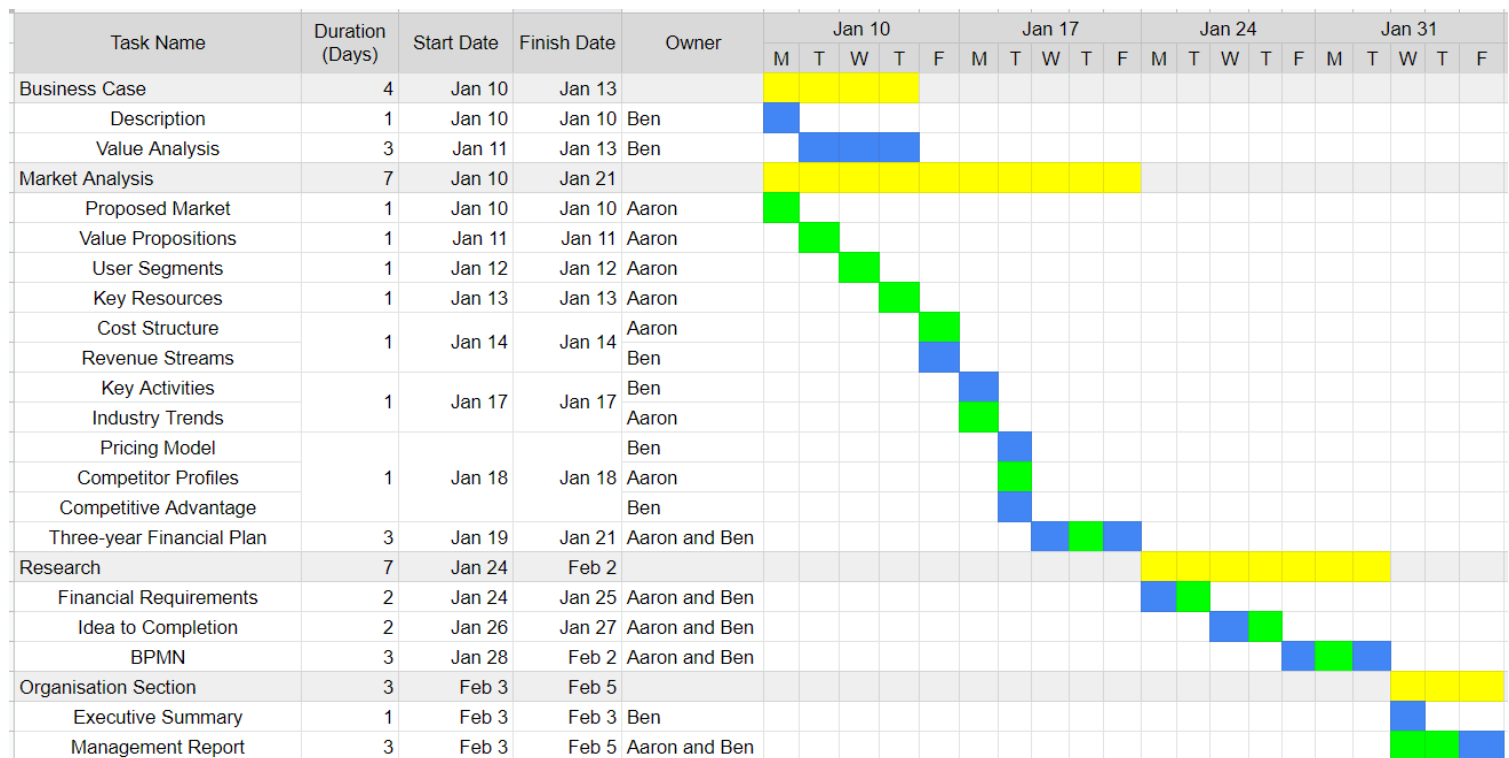 Task Name Duration (Days) Start Date Finish Date Owner Jan 10 Jan 17 Jan 24 Jan 31
M T W T F M T W T F M T W T F M T W T F
Business Case 4 Jan 10 Jan 13
Description 1 Jan 10 Jan 10 Ben
Value Analysis 3 Jan 11 Jan 13 Ben
Market Analysis 7 Jan 10 Jan 21
Proposed Market 1 Jan 10 Jan 10 Aaron
Value Propositions 1 Jan 11 Jan 11 Aaron
User Segments 1 Jan 12 Jan 12 Aaron
Key Resources 1 Jan 13 Jan 13 Aaron
Cost Structure 1 Jan 14 Jan 14 Aaron
Revenue Streams Ben
Key Activities 1 Jan 17 Jan 17 Ben
Industry Trends Aaron
Pricing Model Ben
Competitor Profiles 1 Jan 18 Jan 18 Aaron
Competitive Advantage Ben
Three-year Financial Plan 3 Jan 19 Jan 21 Aaron and Ben
Research 7 Jan 24 Feb 2
Financial Requirements 2 Jan 24 Jan 25 Aaron and Ben
Idea to Completion 2 Jan 26 Jan 27 Aaron and Ben
BPMN 3 Jan 28 Feb 2 Aaron and Ben
Organisation Section 3 Feb 3 Feb 5
Executive Summary 1 Feb 3 Feb 3 Ben
Management Report 3 Feb 3 Feb 5 Aaron and Ben